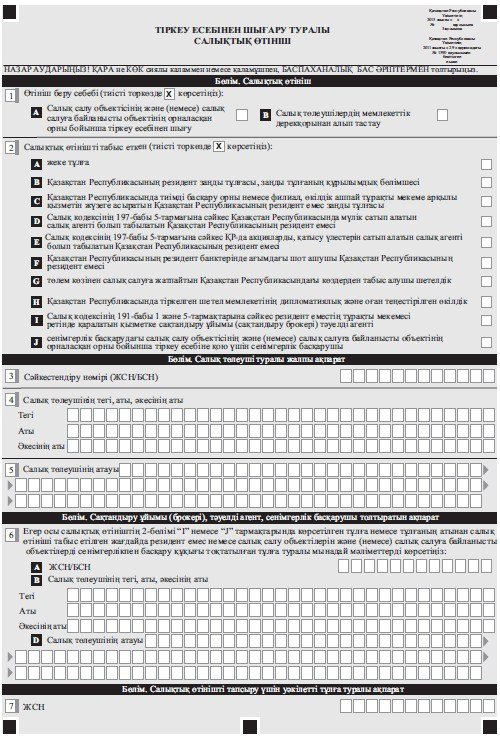 Қазақстан Республикасы
ТІРКЕУ ЕСЕБІНЕН ШЫҒАРУ ТУРАЛЫ
САЛЫҚТЫҚ ӨТІНІШ
Қазақстан Республикасы
НАЗАР АУДАРЫҢЫЗ! ҚАРА не КӨК сиялы қаламмен немесе қаламұшпен, БАСПАХАНАЛЫҚ БАС ӘРІПТЕРМЕН толтырыңыз.
Бөлім. Салықтық өтініш
1 Өтініш беру себебі (тиісті торкөзде X көрсетіңіз):
A Салық салу объектісінің және (немесе) салық
салуға байланысты объектінің орналасқан
орны бойынша тіркеу есебінен шығу
B Салық төлеушілердің мемлекеттік
дерекқорынан алып тастау
2 Салықтық өтінішті табыс еткен (тиісті торкөзде X көрсетіңіз):
A жеке тұлға
B Қазақстан Республикасының резидент заңды тұлғасы, заңды тұлғаның құрылымдық бөлімшесі
C Қазақстан Республикасында тиімді басқару орны немесе филиал, өкілдік ашпай тұрақты мекеме арқылы
қызметін жүзеге асыратын Қазақстан Республикасының резидент емес заңды тұлғасы
D Салық кодексінің 197-бабы 5-тармағына сәйкес Қазақстан Республикасында мүлік сатып алатын
салық агенті болып табылатын Қазақстан Республикасының резидент емесі
E Салық кодексінің 197-бабы 5-тармағына сәйкес ҚР-да акцияларды, қатысу үлестерін сатып алатын салық агенті
болып табылатын Қазақстан Республикасының резидент емесі
F Қазақстан Республикасының резидент банктерінде ағымдағы шот ашушы Қазақстан Республикасының
резидент емесі
G төлем көзінен салық салуға жатпайтын Қазақстан Республикасындағы көздерден табыс алушы шетелдік
H Қазақстан Республикасында тіркелген шетел мемлекетінің дипломатиялық және оған теңестірілген өкілдік
I Салық кодексінің 191-бабы 1 және 5-тармақтарына сәйкес резидент еместің тұрақты мекемесі
ретінде қаралатын қызметке сақтандыру ұйымы (сақтандыру брокері) тәуелді агенті
J сенімгерлік басқарудағы салық салу объектісінің және (немесе) салық салуға байланысты объектінің
орналасқан орны бойынша тіркеу есебіне қою үшін сенімгерлік басқарушы
Бөлім. Салық төлеуші туралы жалпы ақпарат
3 Сәйкестендіру нөмірі (ЖСН/БСН)
4 Салық төлеушінің тегі, аты, әкесінің аты
Тегі
Аты
Әкесінің аты
5 Салық төлеушінің атауы
Бөлім. Сақтандыру ұйымы (брокері), тәуелді агент, сенімгерлік басқарушы толтыратын ақпарат
6 Егер осы салықтық өтініштің 2-бөлімі "I" немесе "J" тармақтарында көрсетілген тұлға немесе тұлғаның атынан салық
өтініші табыс етілген жағдайда резидент емес немесе салық салу объектілерін және (немесе) салық салуға байланысты
объектілерді сенімгерлікпен басқару құқығы тоқтатылған тұлға туралы мынадай мәліметтерді көрсетіңіз:
A ЖСН/БСН
B Салық төлеушінің тегі, аты, әкесінің аты
Тегі
Аты
Әкесінің аты
D Салық төлеушінің атауы
Бөлім. Салықтық өтінішті тапсыру үшін уәкілетті тұлға туралы ақпарат
7 ЖСН